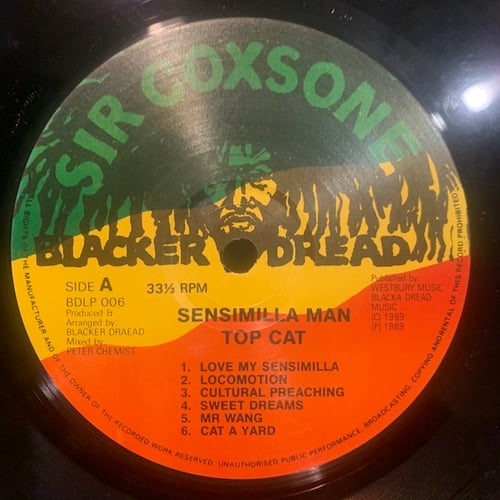 SIR COXSONE
BLACKER DREAD
SIDE A 33⅓ RPM
BDLP 006
Produced &
Arranged by:
BLACKER DRAEAD
Mixed by:
PETER CHEMIST
SENSIMILLA MAN
TOP CAT
Published by:
WESTBURY MUSIC
BLACKA DREAD
MUSIC
(C) 1989
(P) 1989
1. LOVE MY SENSIMILLA
2. LOCOMOTION
3. CULTURAL PREACHING
4. SWEET DREAMS
5. MR WANG
6. CAT A YARD
ALL RIGHTS OF THE MANUFACTURER AND OF THE OWNER OF THE RECORDED WORK RESERVED. UNAUTHORISED PUBLIC PERFORMANCE, BROADCASTING, COPYING ANDRENTAL OF THIS RECORD PROHIBITED